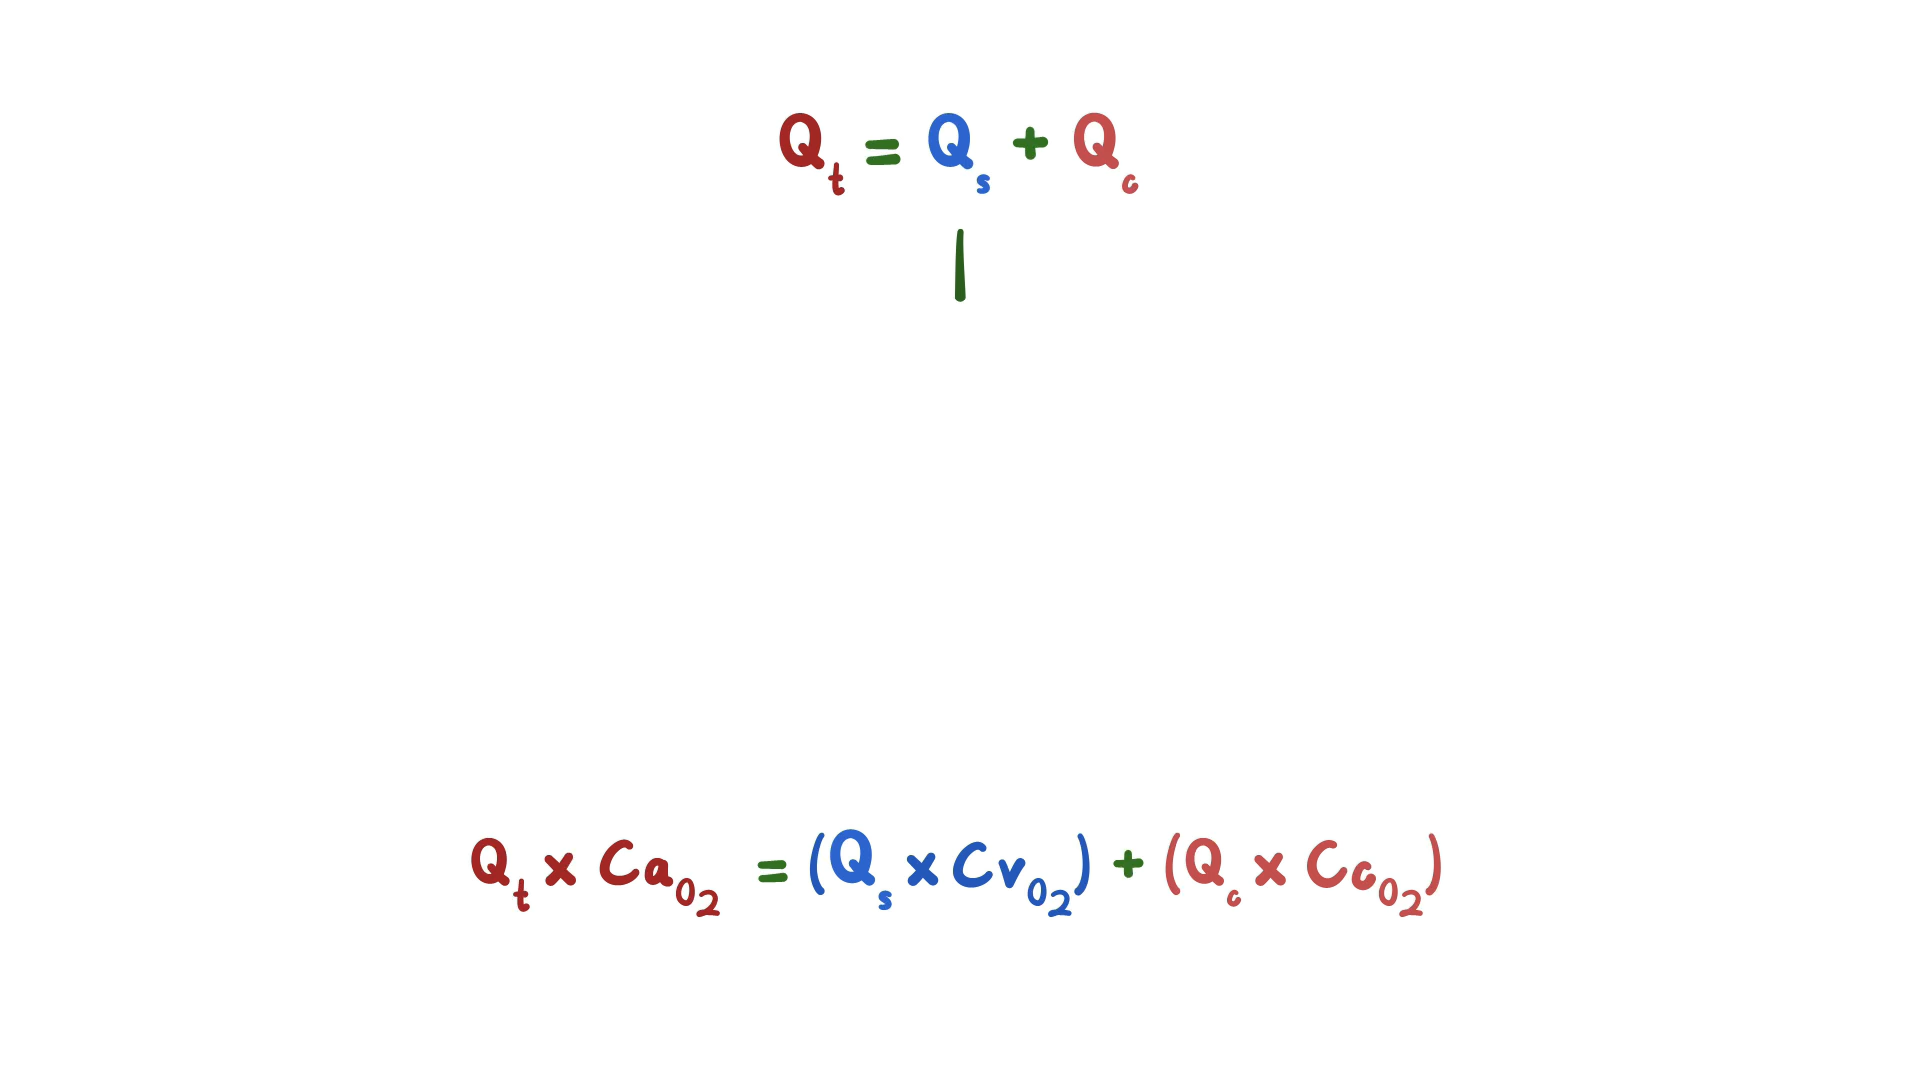 Qt = Qs + Qc
Qt x CaO2 = (Qs x CvO2) + (Qc x CcO2)